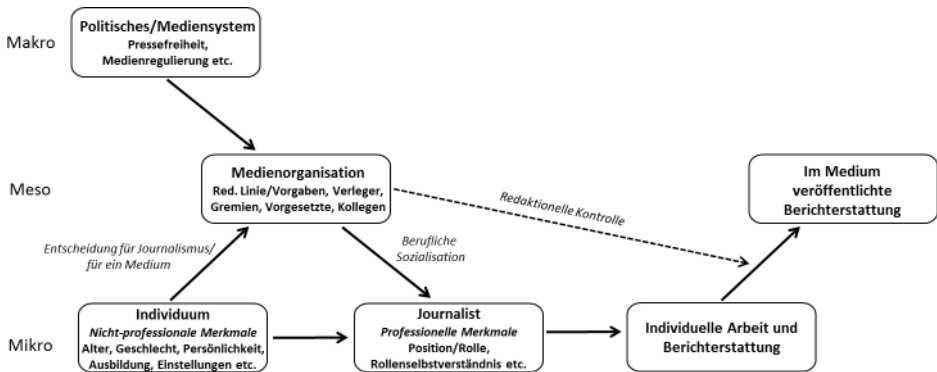 Makro
Politisches/Mediensystem
Pressefreiheit,
Medienregulierung etc.
Meso
Medienorganisation
Red. Linie/Vorgaben, Verleger,
Gremien, Vorgesetzte, Kollegen
Redaktionelle Kontrolle
Im Medium
veröffentlichte
Berichterstattung
Entscheidung für Journalismus/
für ein Medium
Berufliche
Sozialisation
Mikro
Individuum
Nicht-professionale Merkmale
Alter, Geschlecht, Persönlichkeit,
Ausbildung, Einstellungen etc.
Journalist
Professionelle Merkmale
Position/Rolle,
Rollenselbstverständnis etc.
Individuelle Arbeit und
Berichterstattung